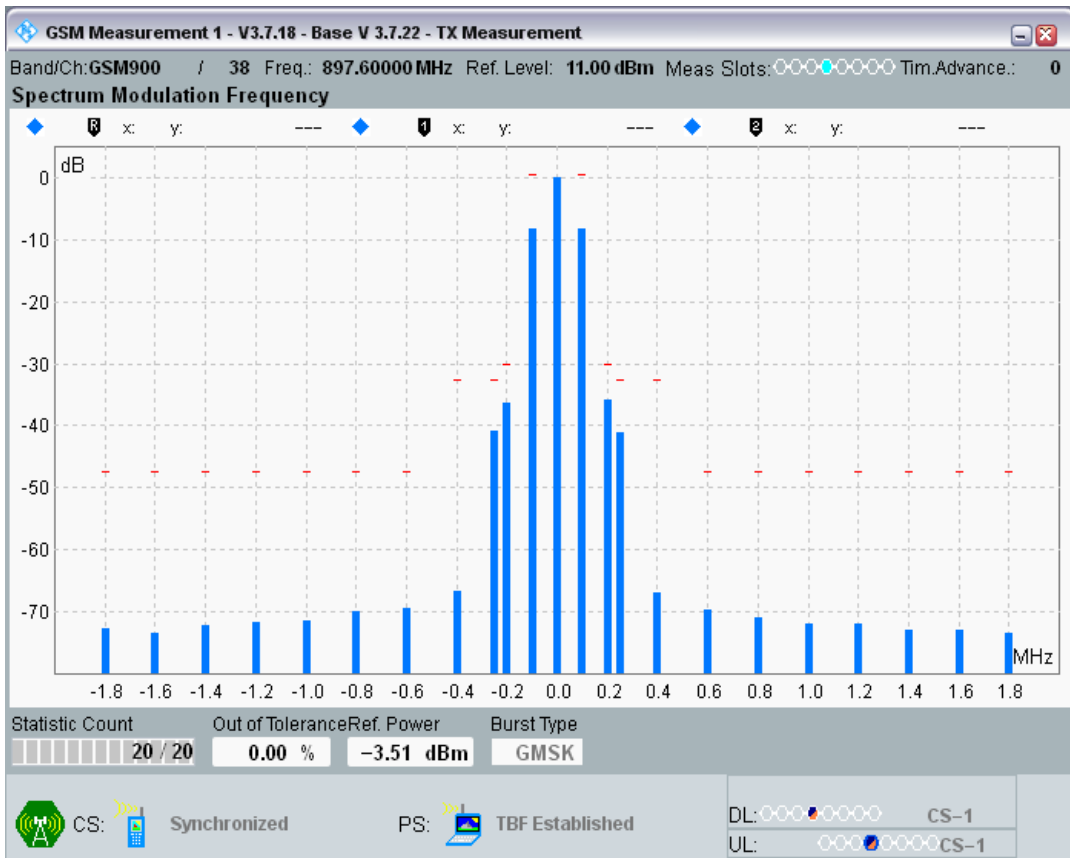 GSM Measurement 1 - V3.7.18 - Base V 3.7.22 - TX Measurement
Band/Ch:GSM900 / 38 Freq.: 897.60000 MHz Ref. Level: 11.00 dBm Meas Slots: Tim.Advance.: 0
Spectrum Modulation Frequency
R x: y: --- 1 x: y: --- 2 x: y: ---
dB
0
-10
-20
-30
-40
-50
-60
-70
MHz
-1.8 -1.6 -1.4 -1.2 -1.0 -0.8 -0.6 -0.4 -0.2 0.0 0.2 0.4 0.6 0.8 1.0 1.2 1.4 1.6 1.8
Statistic Count Out of Tolerance Ref. Power Burst Type
20 / 20 0.00 % -3.51 dBm GMSK
CS: Synchronized PS: TBF Established
DL: CS-1
UL: CS-1